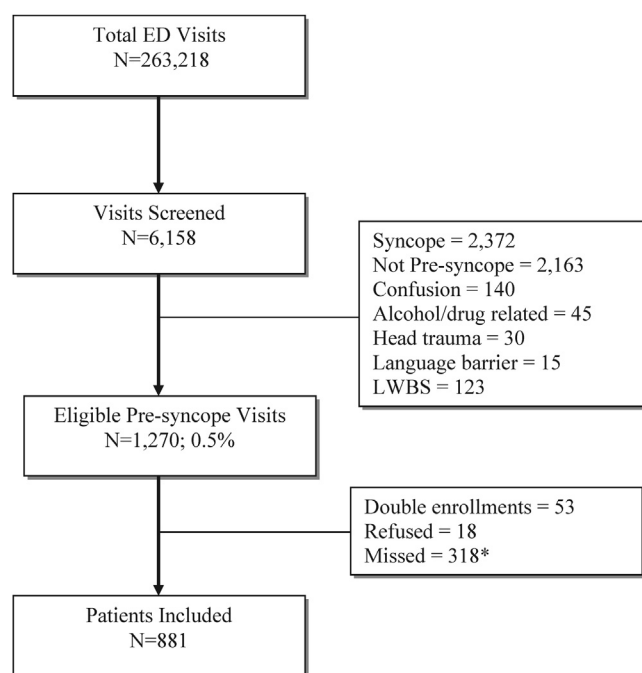 Total ED Visits
N=263,218
Visits Screened
N=6,158
Syncope = 2,372
Not Pre-syncope = 2,163
Confusion = 140
Alcohol/drug related = 45
Head trauma = 30
Language barrier = 15
LWBS = 123
Eligible Pre-syncope Visits
N=1,270; 0.5%
Double enrollments = 53
Refused = 18
Missed = 318*
Patients Included
N=881